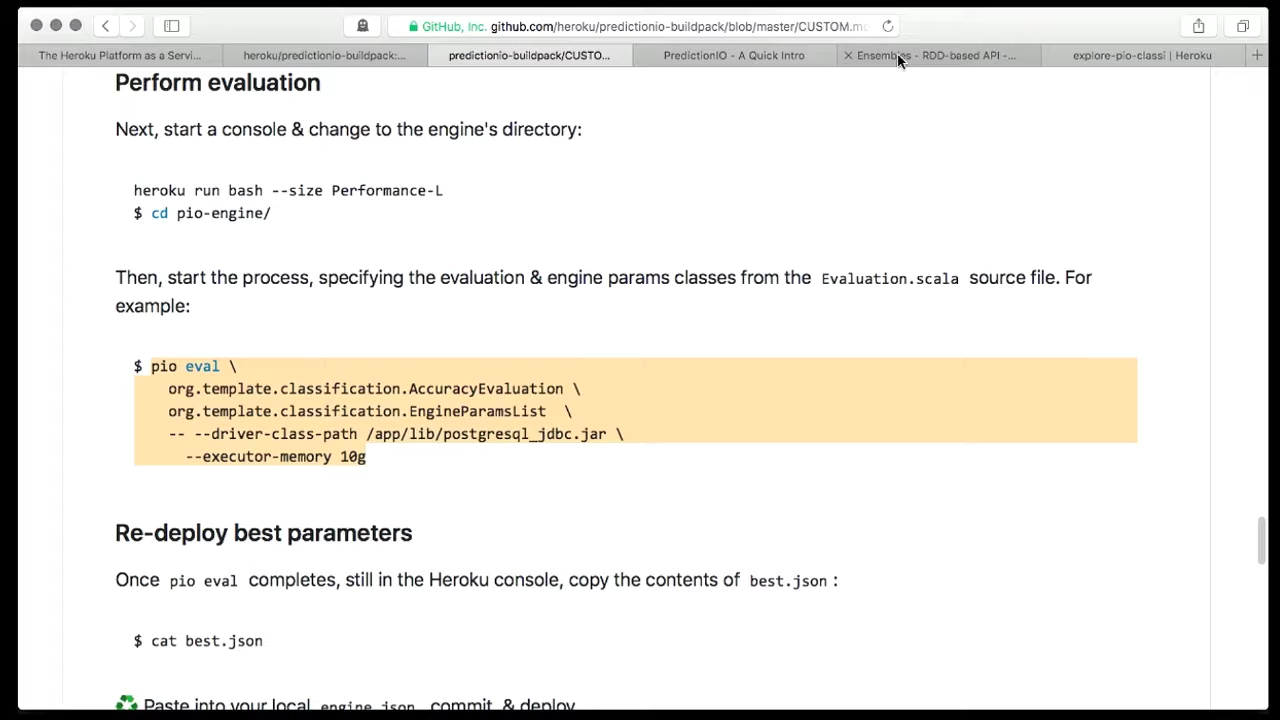 GitHub, Inc. github.com/heroku/predictionio-buildpack/blob/master/CUSTOM.m
The Heroku Platform as a Servi...
heroku/predictionio-buildpack:...
predictionio-buildpack/CUSTO...
PredictionIO - A Quick Intro
Ensembles - RDD-based API -...
explore-pio-classi | Heroku
Perform evaluation
Next, start a console & change to the engine's directory:
heroku run bash --size Performance-L
$ cd pio-engine/
Then, start the process, specifying the evaluation & engine params classes from the Evaluation.scala source file. For
example:
$ pio eval \
org.template.classification.AccuracyEvaluation \
org.template.classification.EngineParamsList \
-- --driver-class-path /app/lib/postgresql_jdbc.jar \
--executor-memory 10g
Re-deploy best parameters
Once pio eval completes, still in the Heroku console, copy the contents of best.json :
$ cat best.json
Paste into your local engine.json, commit, & deploy